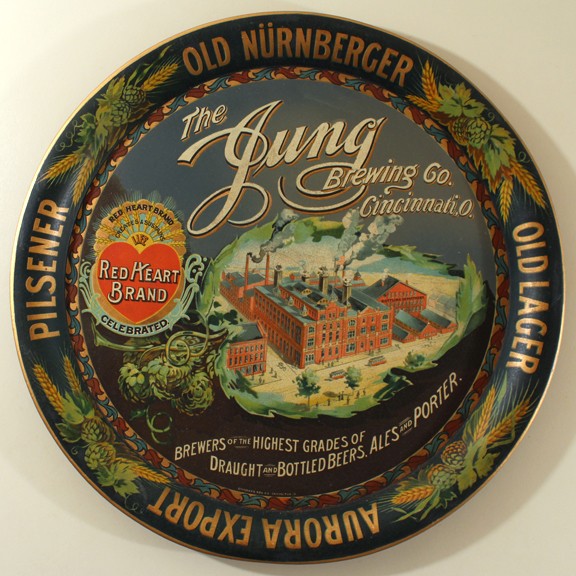 OLD NÜRNBERGER
The
Jung
Brewing Co.
Cincinnati, O.
PILSENER
OLD LAGER
RED HEART BRAND
RED HEART
BRAND
CELEBRATED
BREWERS OF THE HIGHEST GRADES OF
DRAUGHT AND BOTTLED BEERS, ALES AND PORTER.
AURORA EXPORT